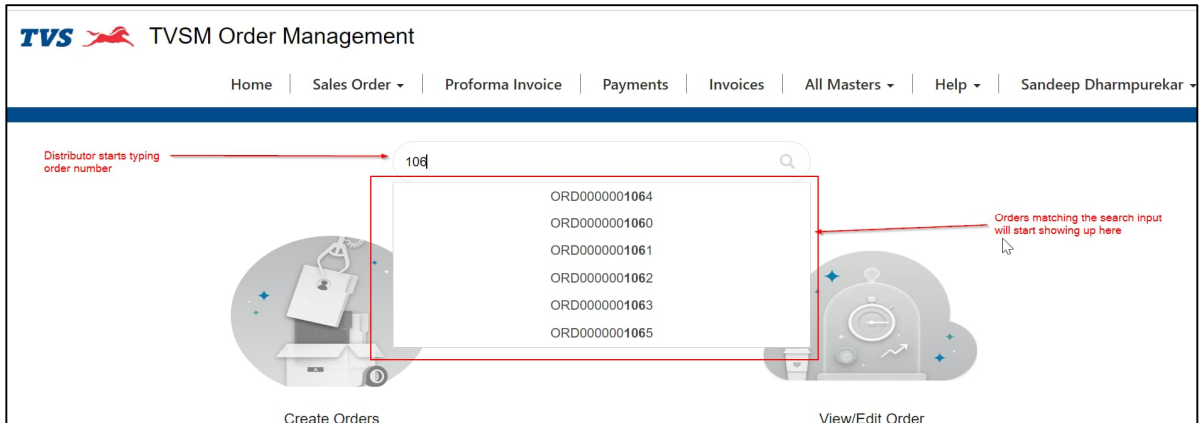 TVS TVSM Order Management
Home Sales Order Proforma Invoice Payments Invoices All Masters Help Sandeep Dharmpurekar
Distributor starts typing
order number
106
ORD0000001064
ORD0000001060
ORD0000001061
ORD0000001062
ORD0000001063
ORD0000001065
Orders matching the search input
will start showing up here
Create Orders View/Edit Order